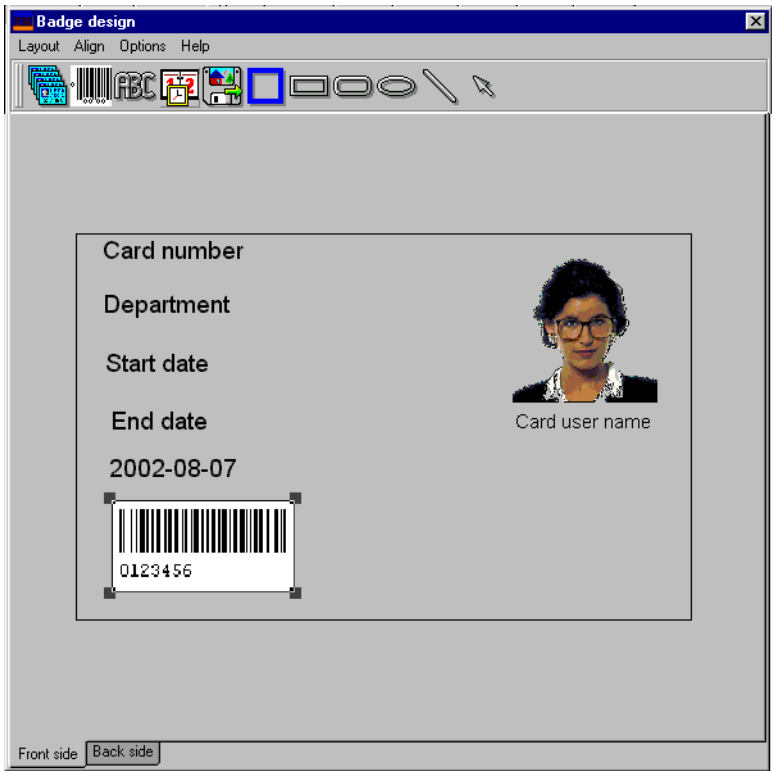 Badge design
Layout Align Options Help
ABC 12
Card number
Department
Start date
End date
Card user name
2002-08-07
0123456
Front side Back side